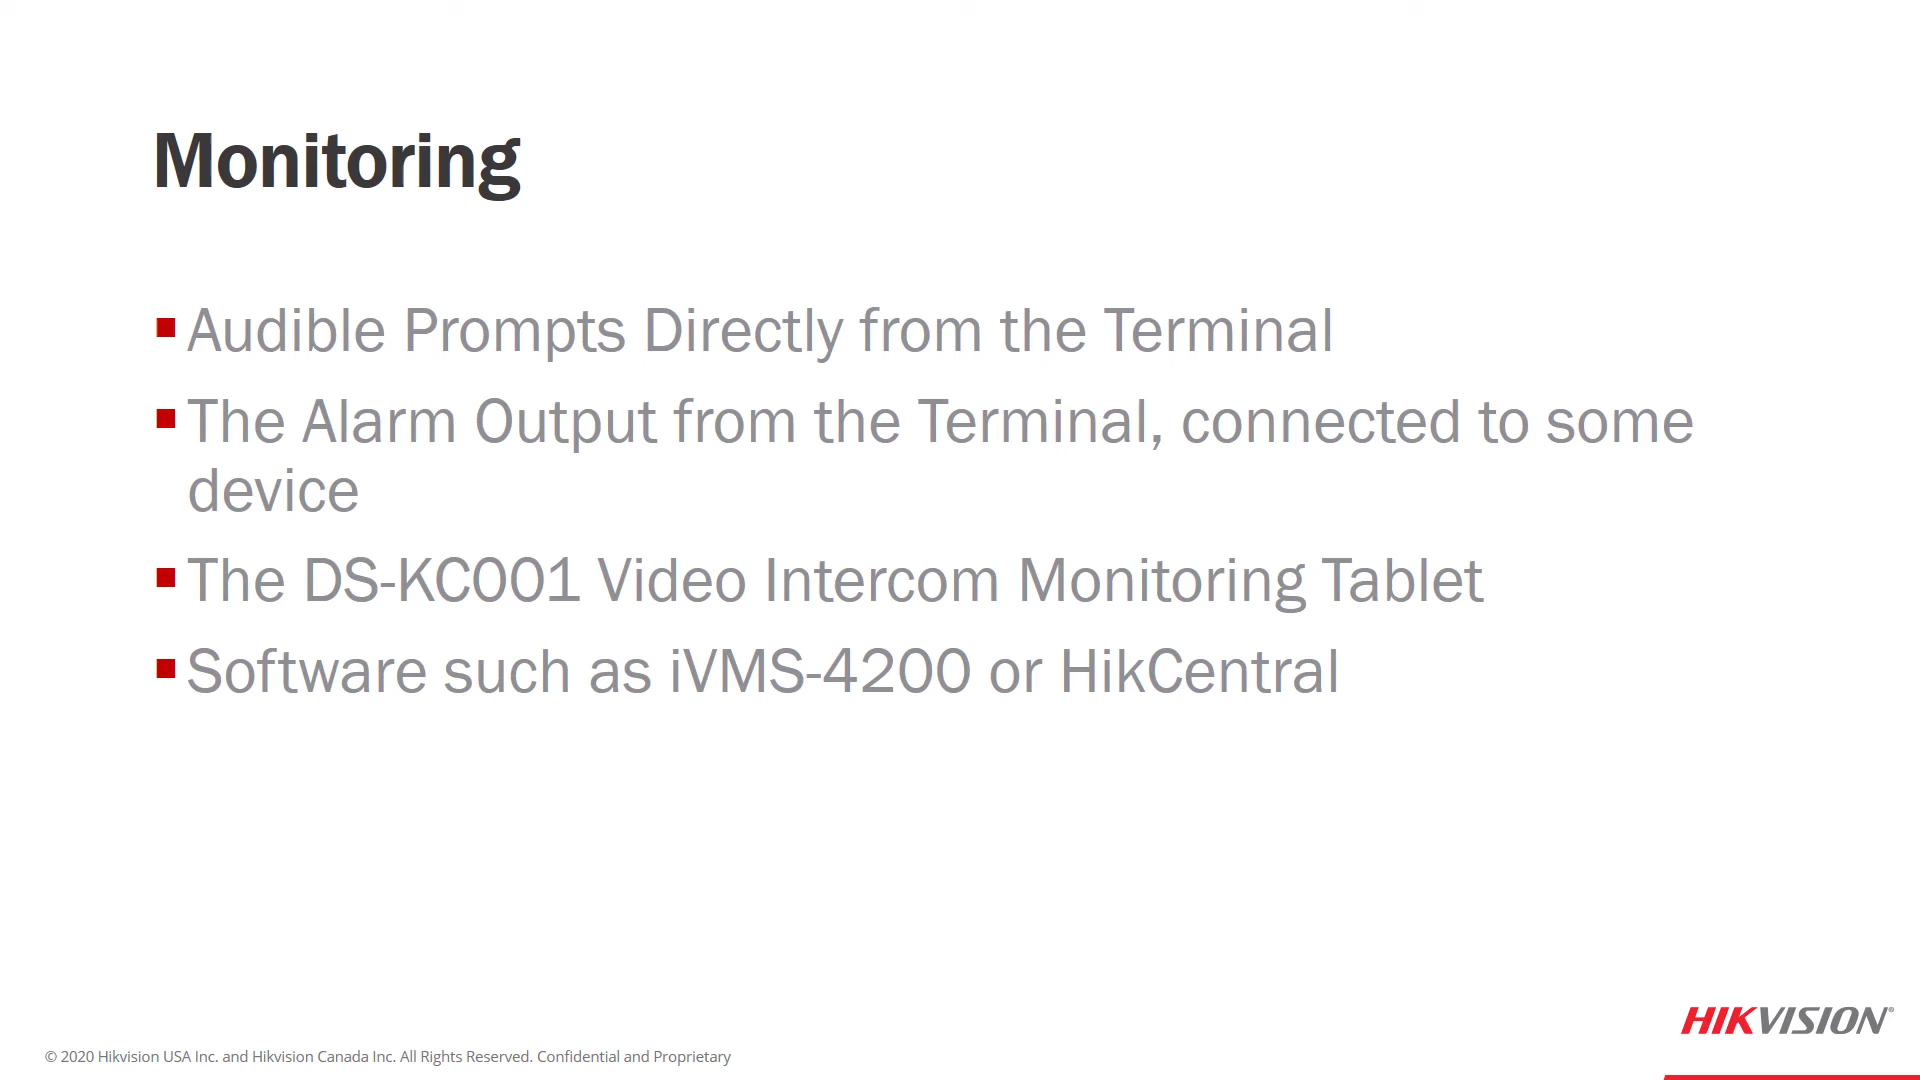 Monitoring
▪ Audible Prompts Directly from the Terminal
▪ The Alarm Output from the Terminal, connected to some
device
▪ The DS-KC001 Video Intercom Monitoring Tablet
▪ Software such as iVMS-4200 or HikCentral
HIKVISION®
© 2020 Hikvision USA Inc. and Hikvision Canada Inc. All Rights Reserved. Confidential and Proprietary